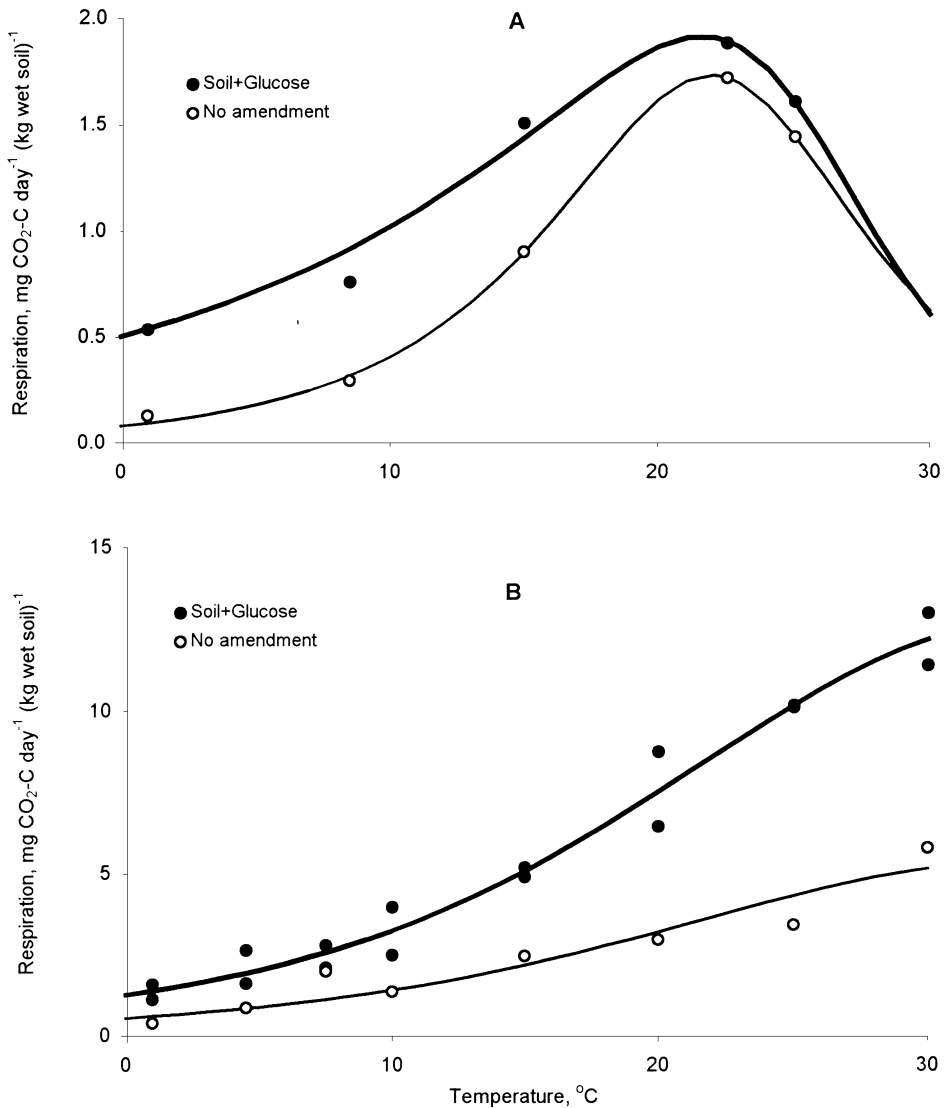 A
Respiration, mg CO₂-C day⁻¹ (kg wet soil)⁻¹
2.0
1.5
1.0
0.5
0.0
Soil+Glucose
No amendment
0 10 20 30
B
Respiration, mg CO₂-C day⁻¹ (kg wet soil)⁻¹
15
10
5
0
Soil+Glucose
No amendment
0 10 20 30
Temperature, ᵒC